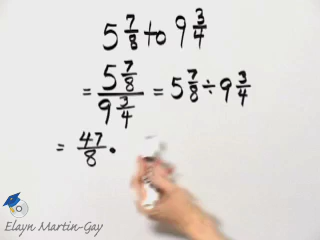 5 7/8 to 9 3/4
= 5 7/8 / 9 3/4 = 5 7/8 ÷ 9 3/4
= 47/8 ·
Elayn Martin-Gay